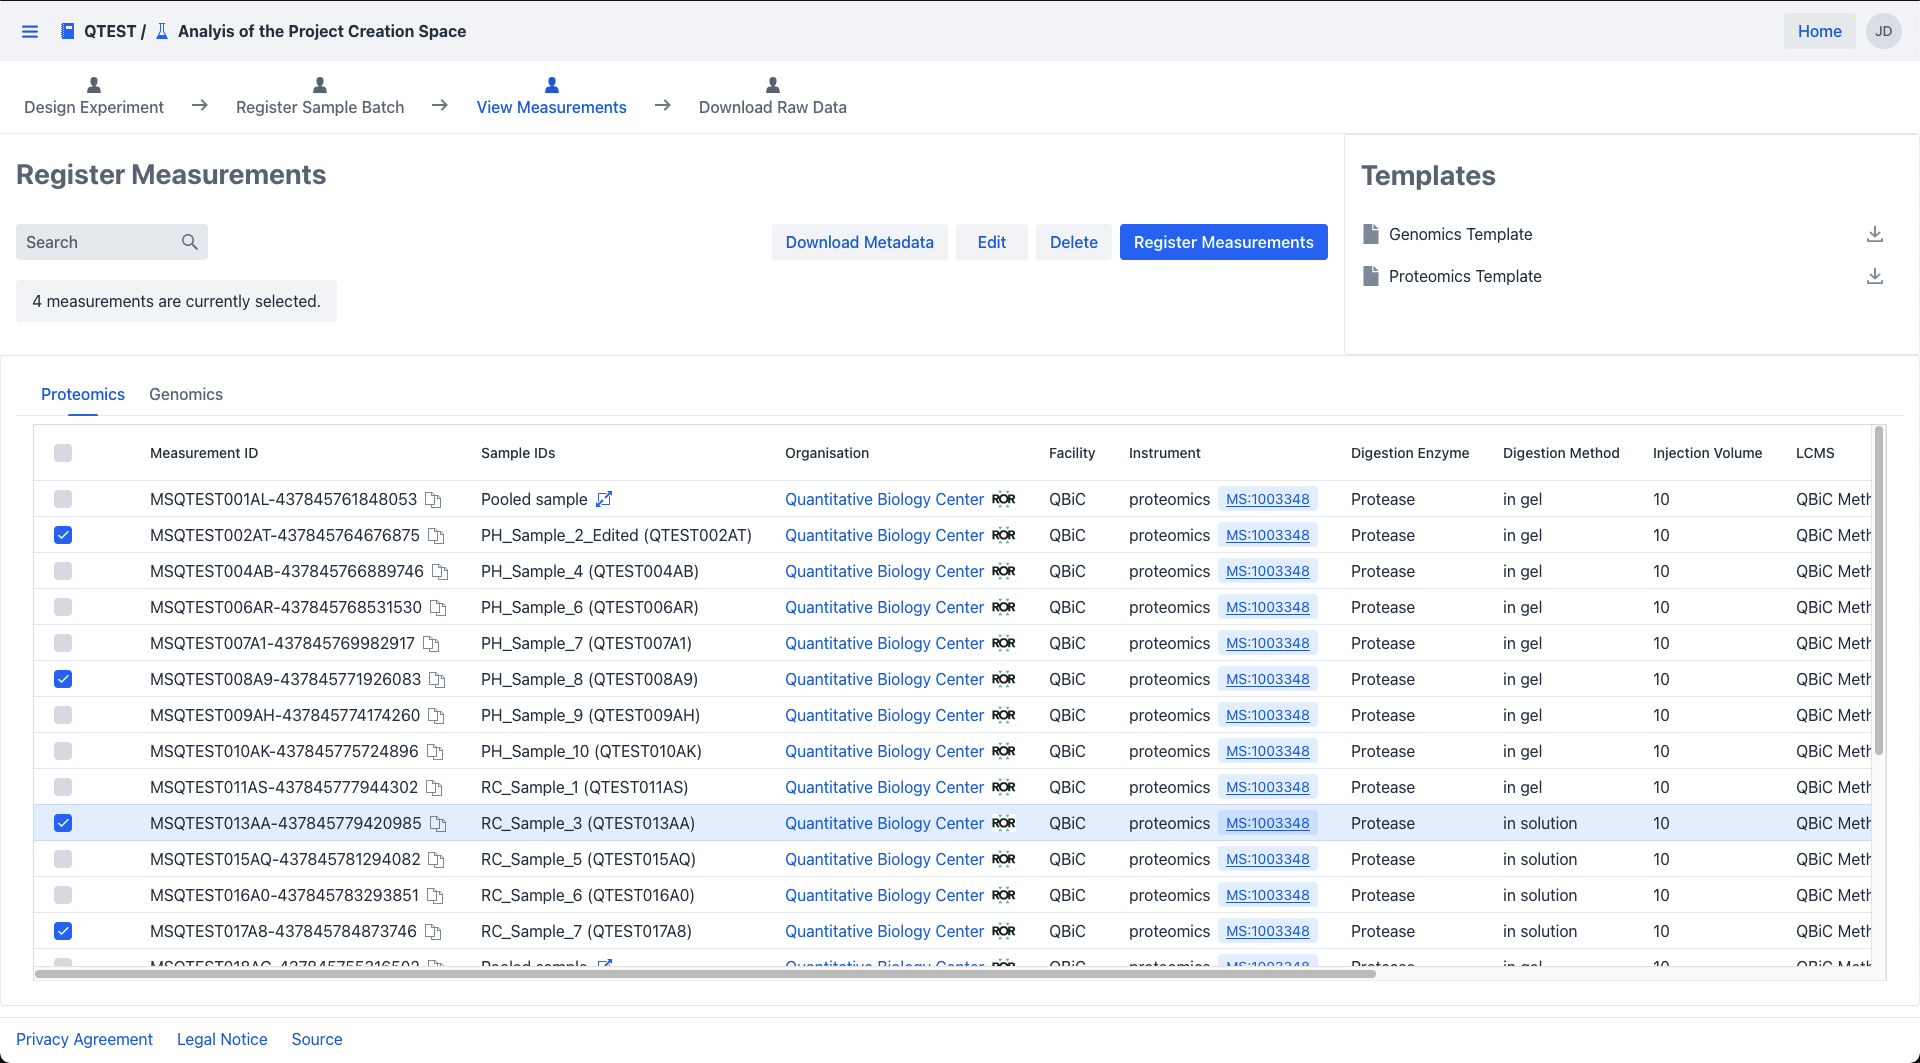 QTEST / Analyis of the Project Creation Space Home JD
Design Experiment Register Sample Batch View Measurements Download Raw Data
Register Measurements
Search Download Metadata Edit Delete Register Measurements
4 measurements are currently selected.
Templates
Genomics Template
Proteomics Template
Proteomics Genomics
Measurement ID Sample IDs Organisation Facility Instrument Digestion Enzyme Digestion Method Injection Volume LCMS
MSQTEST001AL-437845761848053 Pooled sample Quantitative Biology Center ROR QBiC proteomics MS:1003348 Protease in gel 10 QBiC Meth
MSQTEST002AT-437845764676875 PH_Sample_2_Edited (QTEST002AT) Quantitative Biology Center ROR QBiC proteomics MS:1003348 Protease in gel 10 QBiC Meth
MSQTEST004AB-437845766889746 PH_Sample_4 (QTEST004AB) Quantitative Biology Center ROR QBiC proteomics MS:1003348 Protease in gel 10 QBiC Meth
MSQTEST006AR-437845768531530 PH_Sample_6 (QTEST006AR) Quantitative Biology Center ROR QBiC proteomics MS:1003348 Protease in gel 10 QBiC Meth
MSQTEST007A1-437845769982917 PH_Sample_7 (QTEST007A1) Quantitative Biology Center ROR QBiC proteomics MS:1003348 Protease in gel 10 QBiC Meth
MSQTEST008A9-437845771926083 PH_Sample_8 (QTEST008A9) Quantitative Biology Center ROR QBiC proteomics MS:1003348 Protease in gel 10 QBiC Meth
MSQTEST009AH-437845774174260 PH_Sample_9 (QTEST009AH) Quantitative Biology Center ROR QBiC proteomics MS:1003348 Protease in gel 10 QBiC Meth
MSQTEST010AK-437845775724896 PH_Sample_10 (QTEST010AK) Quantitative Biology Center ROR QBiC proteomics MS:1003348 Protease in gel 10 QBiC Meth
MSQTEST011AS-437845777944302 RC_Sample_1 (QTEST011AS) Quantitative Biology Center ROR QBiC proteomics MS:1003348 Protease in gel 10 QBiC Meth
MSQTEST013AA-437845779420985 RC_Sample_3 (QTEST013AA) Quantitative Biology Center ROR QBiC proteomics MS:1003348 Protease in solution 10 QBiC Meth
MSQTEST015AQ-437845781294082 RC_Sample_5 (QTEST015AQ) Quantitative Biology Center ROR QBiC proteomics MS:1003348 Protease in solution 10 QBiC Meth
MSQTEST016A0-437845783293851 RC_Sample_6 (QTEST016A0) Quantitative Biology Center ROR QBiC proteomics MS:1003348 Protease in solution 10 QBiC Meth
MSQTEST017A8-437845784873746 RC_Sample_7 (QTEST017A8) Quantitative Biology Center ROR QBiC proteomics MS:1003348 Protease in solution 10 QBiC Meth
Pooled sample Quantitative Biology Center ROR QBiC proteomics MS:1003348 Protease in gel 10 QBiC Meth
Privacy Agreement Legal Notice Source